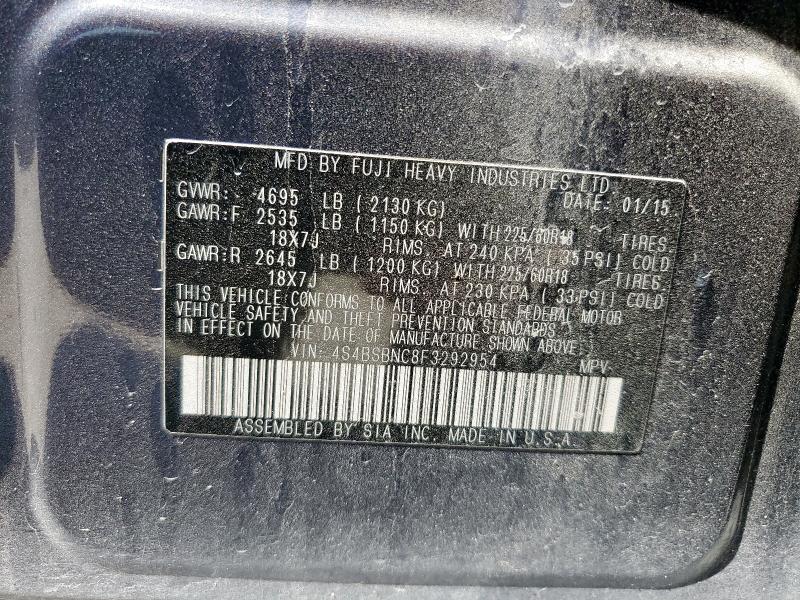 MFD BY FUJI HEAVY INDUSTRIES LTD.
GVWR: 4695 LB ( 2130 KG) DATE: 01/15
GAWR:F 2535 LB ( 1150 KG) WITH 225/60R18 TIRES,
18X7J RIMS, AT 240 KPA ( 35 PSI) COLD
GAWR:R 2645 LB ( 1200 KG) WITH 225/60R18 TIRES,
18X7J RIMS, AT 230 KPA ( 33 PSI) COLD
THIS VEHICLE CONFORMS TO ALL APPLICABLE FEDERAL MOTOR
VEHICLE SAFETY AND THEFT PREVENTION STANDARDS
IN EFFECT ON THE DATE OF MANUFACTURE SHOWN ABOVE.
VIN: 4S4BSBNC8F3292954 MPV
ASSEMBLED BY SIA INC. MADE IN U.S.A.